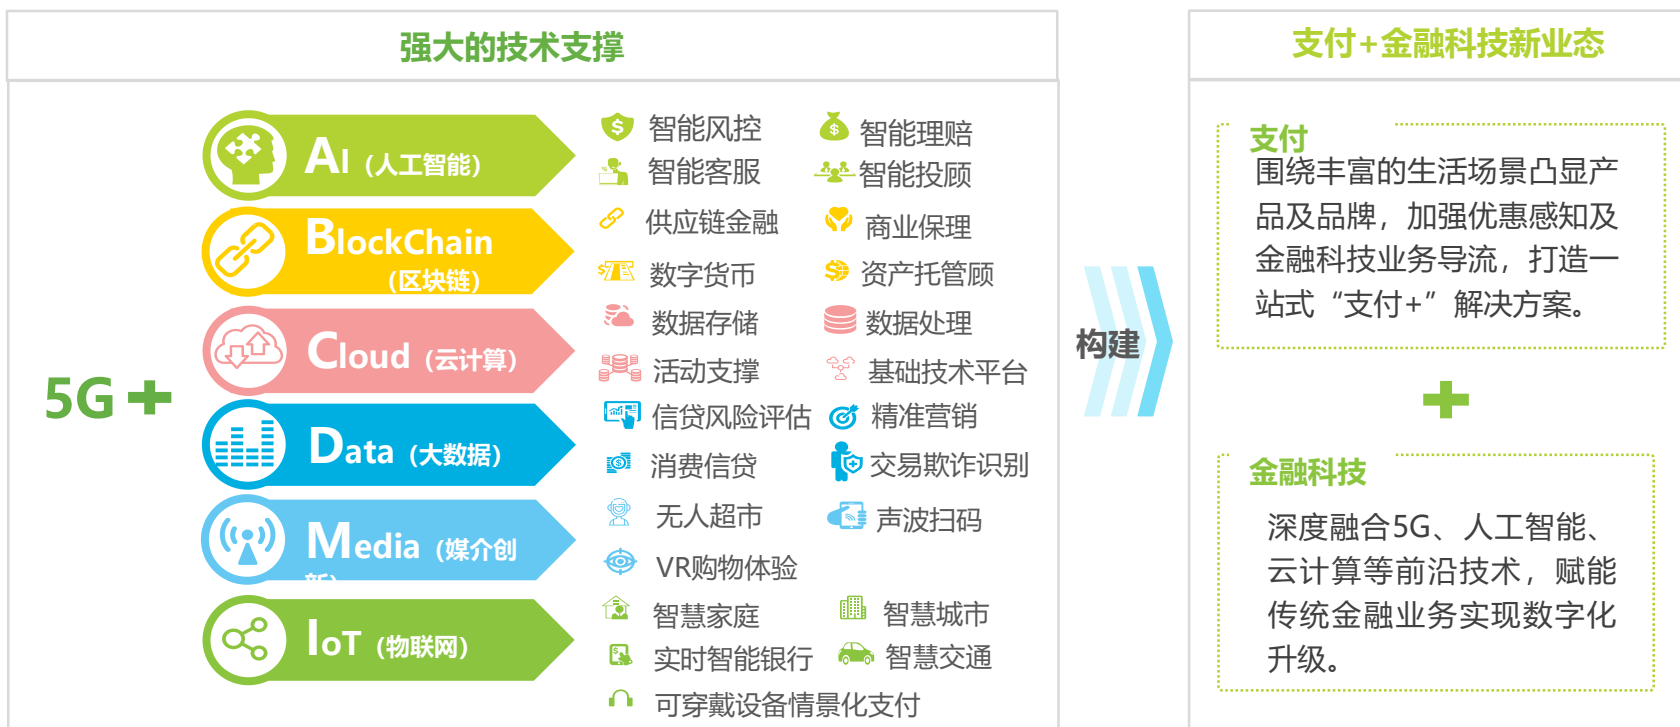 强大的技术支撑
5G+
AI（人工智能）
智能风控
智能理赔
智能客服
智能投顾
BlockChain
（区块链）
供应链金融
商业保理
数字货币
资产托管顾
Cloud（云计算）
数据存储
数据处理
活动支撑
基础技术平台
Data（大数据）
信贷风险评估
精准营销
消费信贷
交易欺诈识别
Media（媒介创
新）
无人超市
声波扫码
VR购物体验
IoT（物联网）
智慧家庭
智慧城市
实时智能银行
智慧交通
可穿戴设备情景化支付
构建
支付+金融科技新业态
支付
围绕丰富的生活场景凸显产
品及品牌，加强优惠感知及
金融科技业务导流，打造一
站式“支付+”解决方案。
+
金融科技
深度融合5G、人工智能、
云计算等前沿技术，赋能
传统金融业务实现数字化
升级。